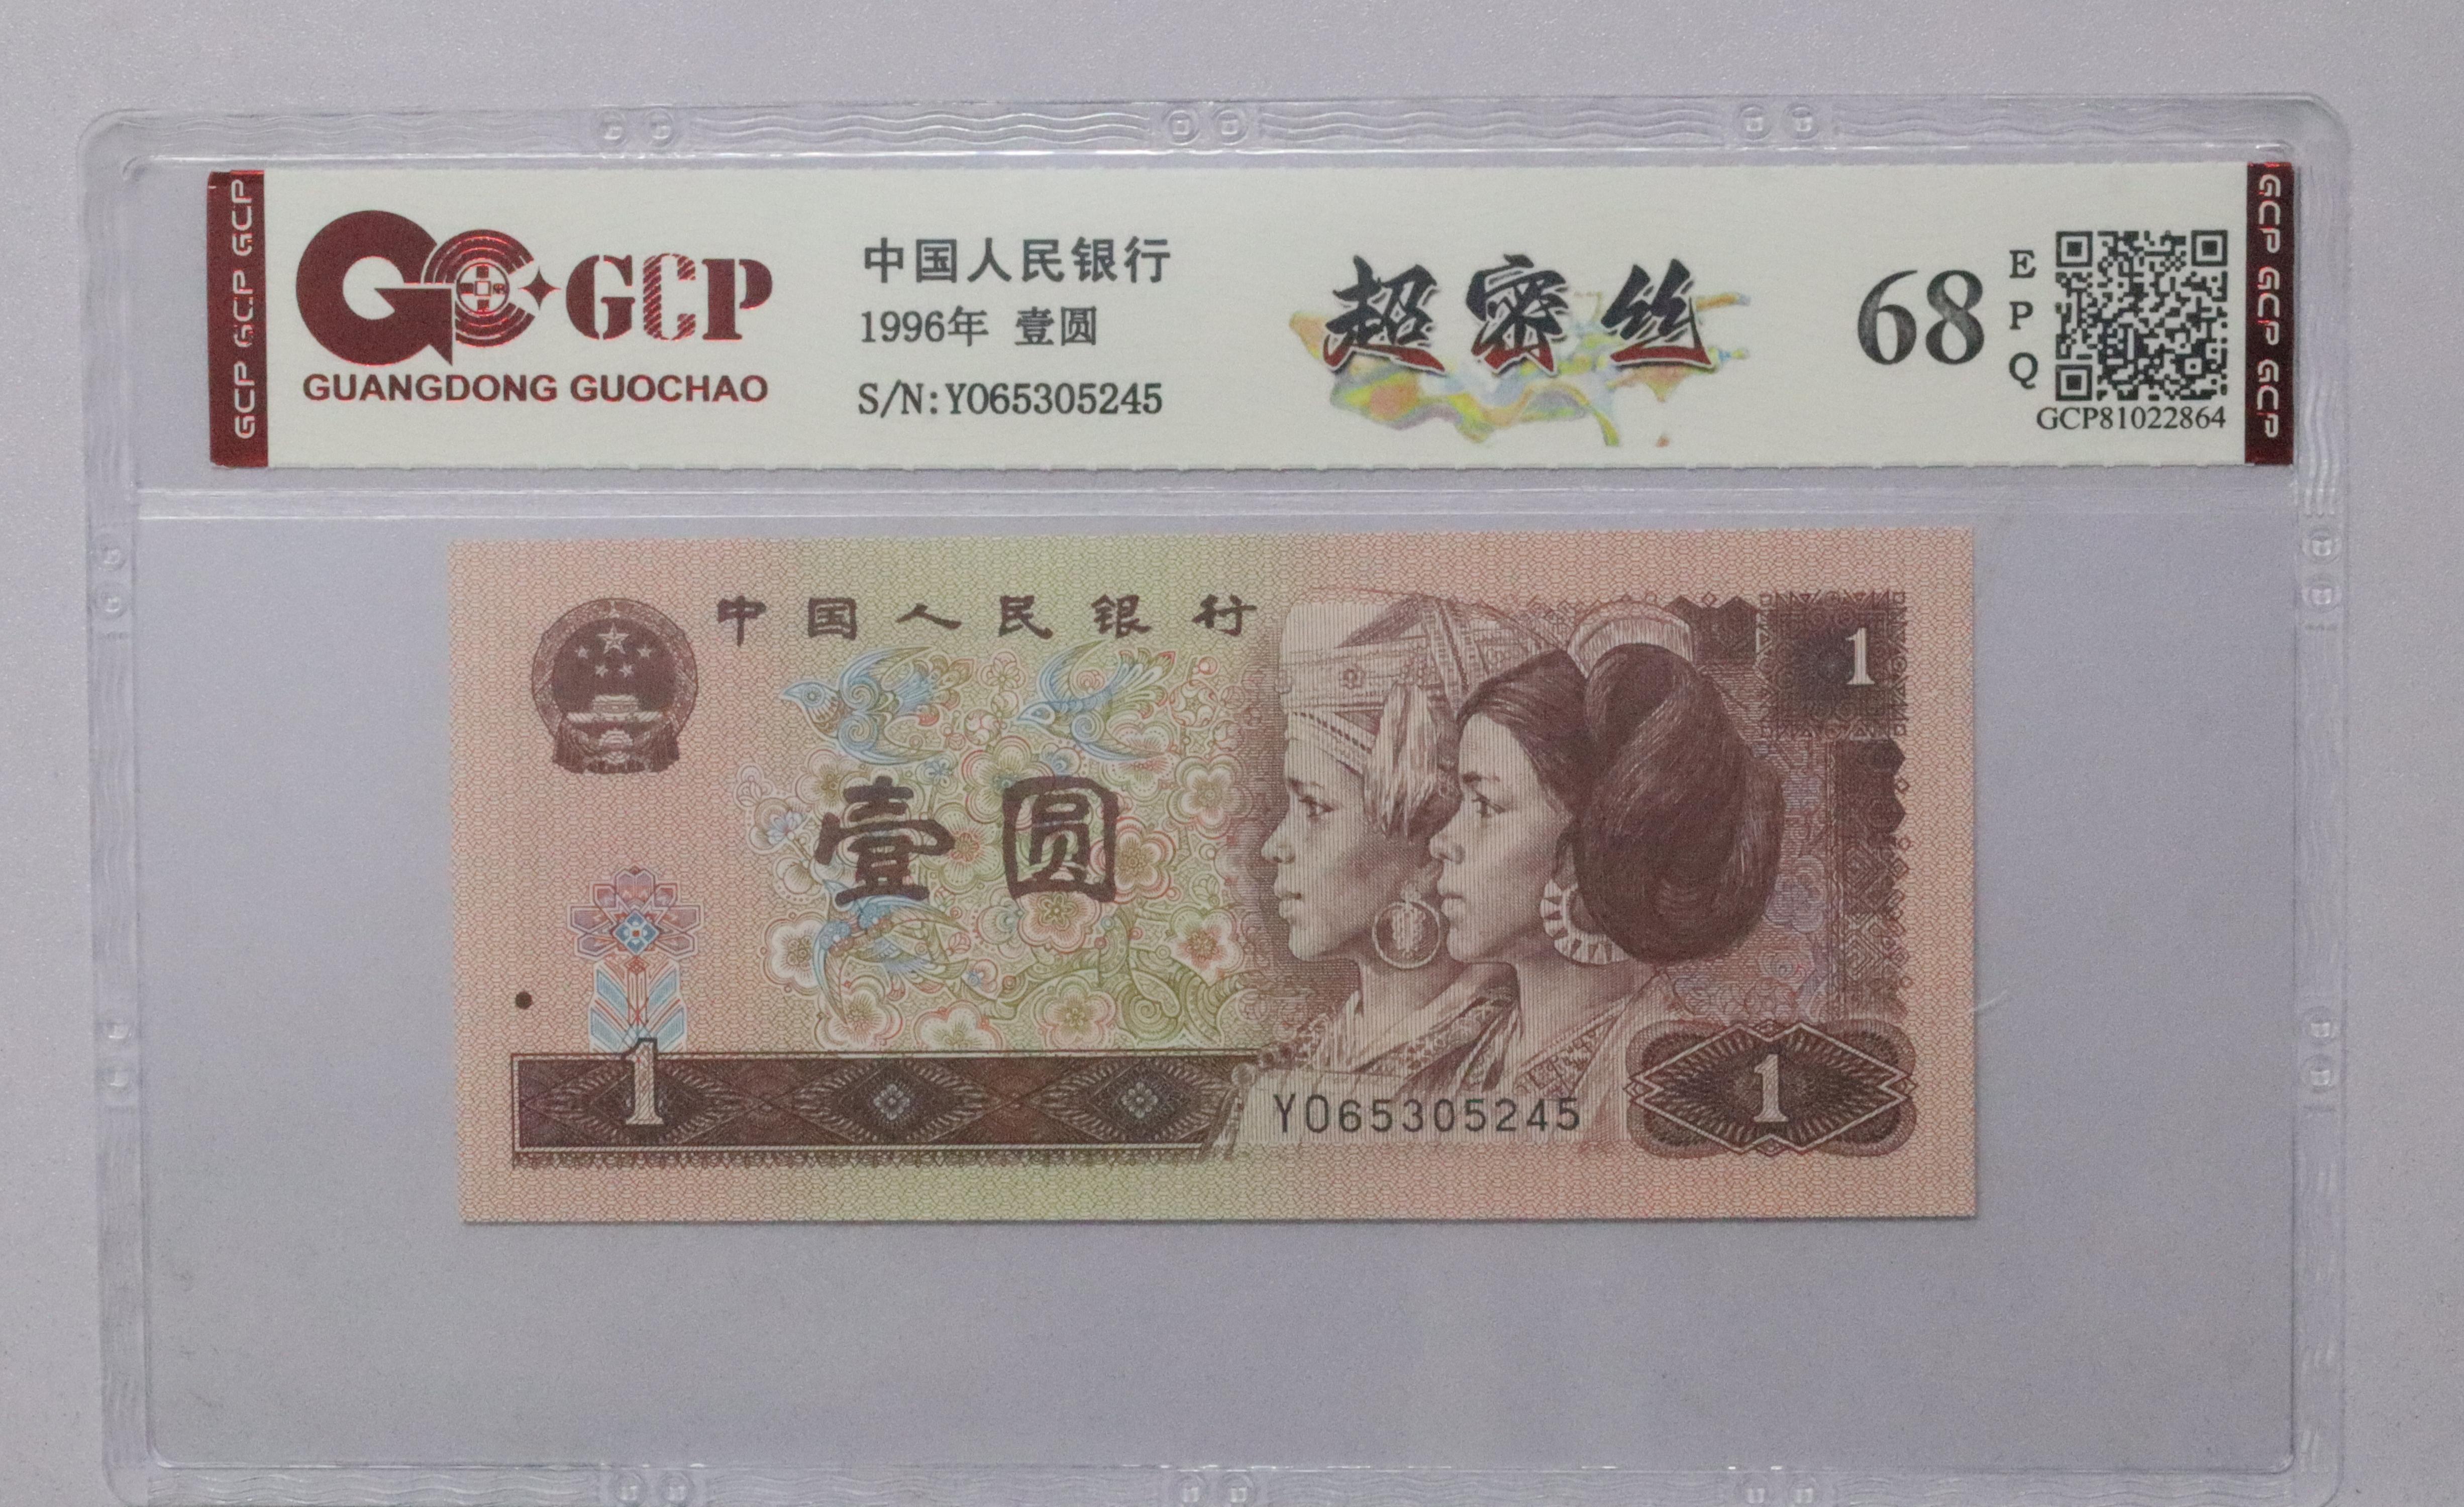 GCP GCP GCP
GCP
GUANGDONG GUOCHAO
中国人民银行
1996年 壹圆
S/N:YO65305245
超密丝
68
E
P
Q
GCP81022864
GCP GCP GCP
中国人民银行
1
壹圆
1
YO65305245
1